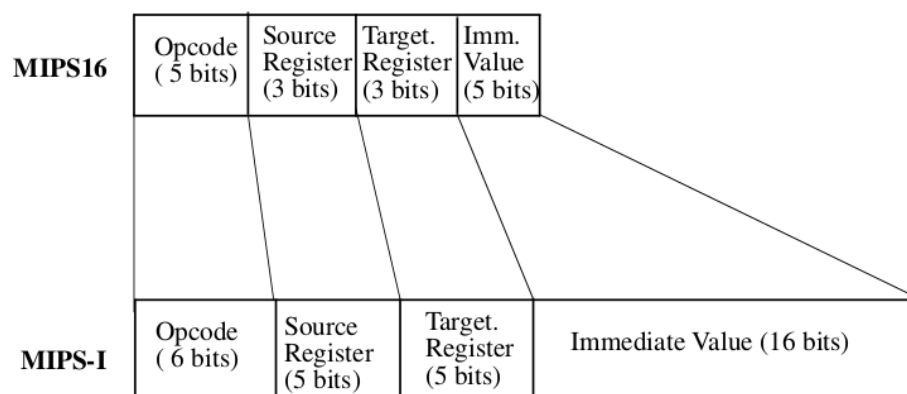 MIPS16
Opcode
( 5 bits)
Source
Register
(3 bits)
Target.
Register
(3 bits)
Imm.
Value
(5 bits)
MIPS-I
Opcode
( 6 bits)
Source
Register
(5 bits)
Target.
Register
(5 bits)
Immediate Value (16 bits)